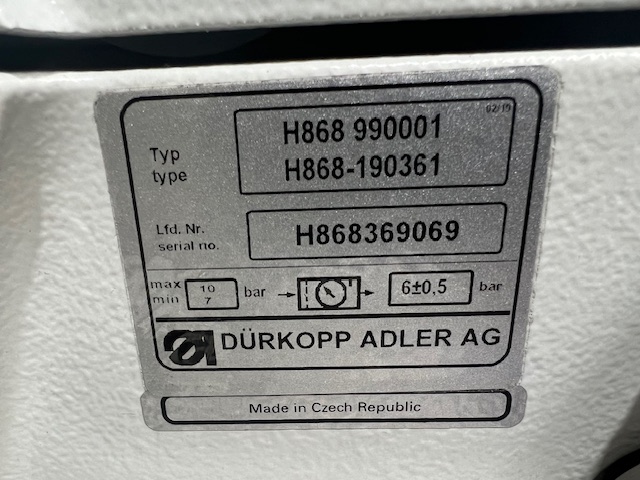 02/19
Typ
type
H868 990001
H868-190361
Lfd. Nr.
serial no.
H868369069
max 10 bar
min 7
6±0,5 bar
DÜRKOPP ADLER AG
Made in Czech Republic